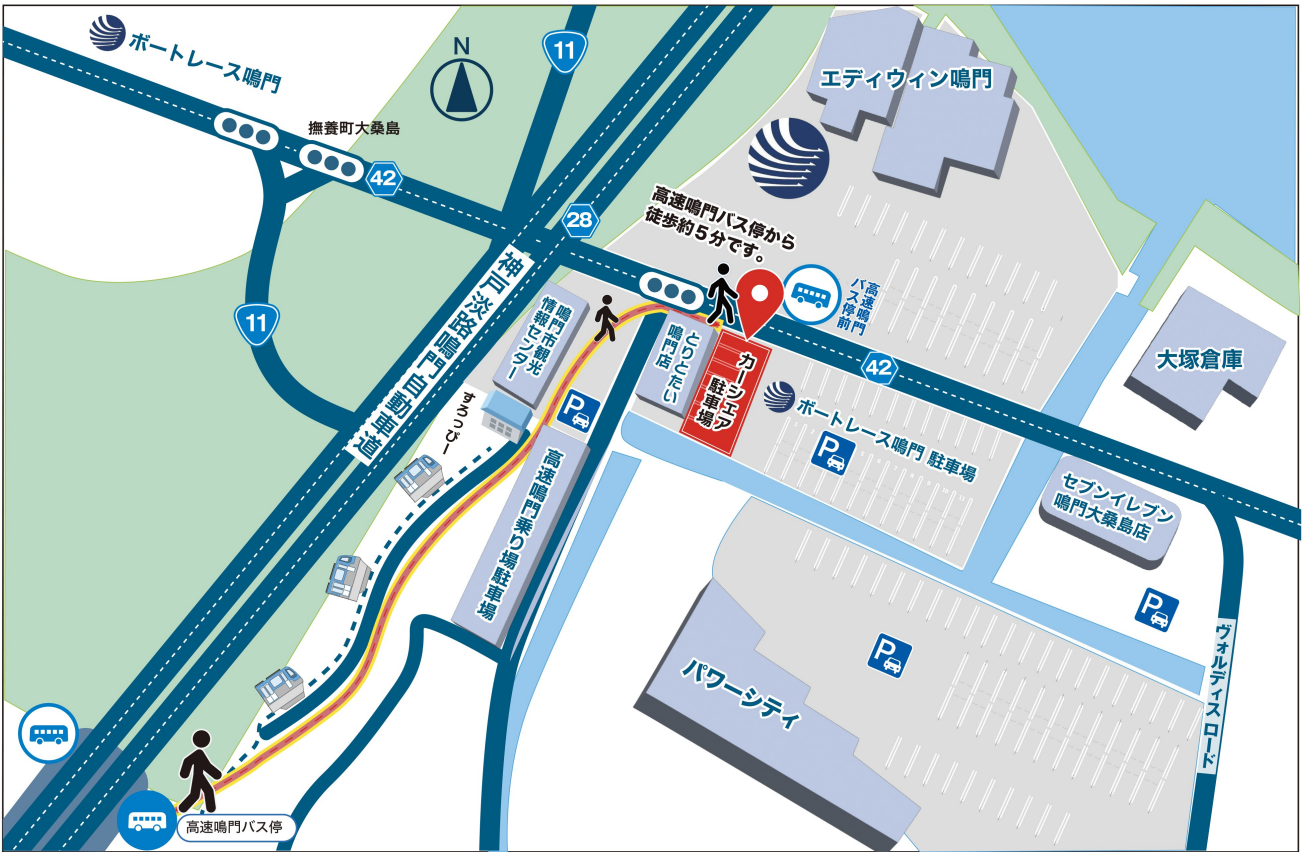 ボートレース鳴門
撫養町大桑島
N
11
42
28
エディウィン鳴門
高速鳴門バス停から
徒歩約5分です。
高速鳴門
バス停前
神戸淡路鳴門自動車道
11
鳴門市観光
情報センター
とりとたい
鳴門店
カーシェア
駐車場
42
大塚倉庫
ボートレース鳴門 駐車場
P
P
すろっぴー
高速鳴門乗り場駐車場
セブンイレブン
鳴門大桑島店
P
P
パワーシティ
ヴォルティス ロード
高速鳴門バス停